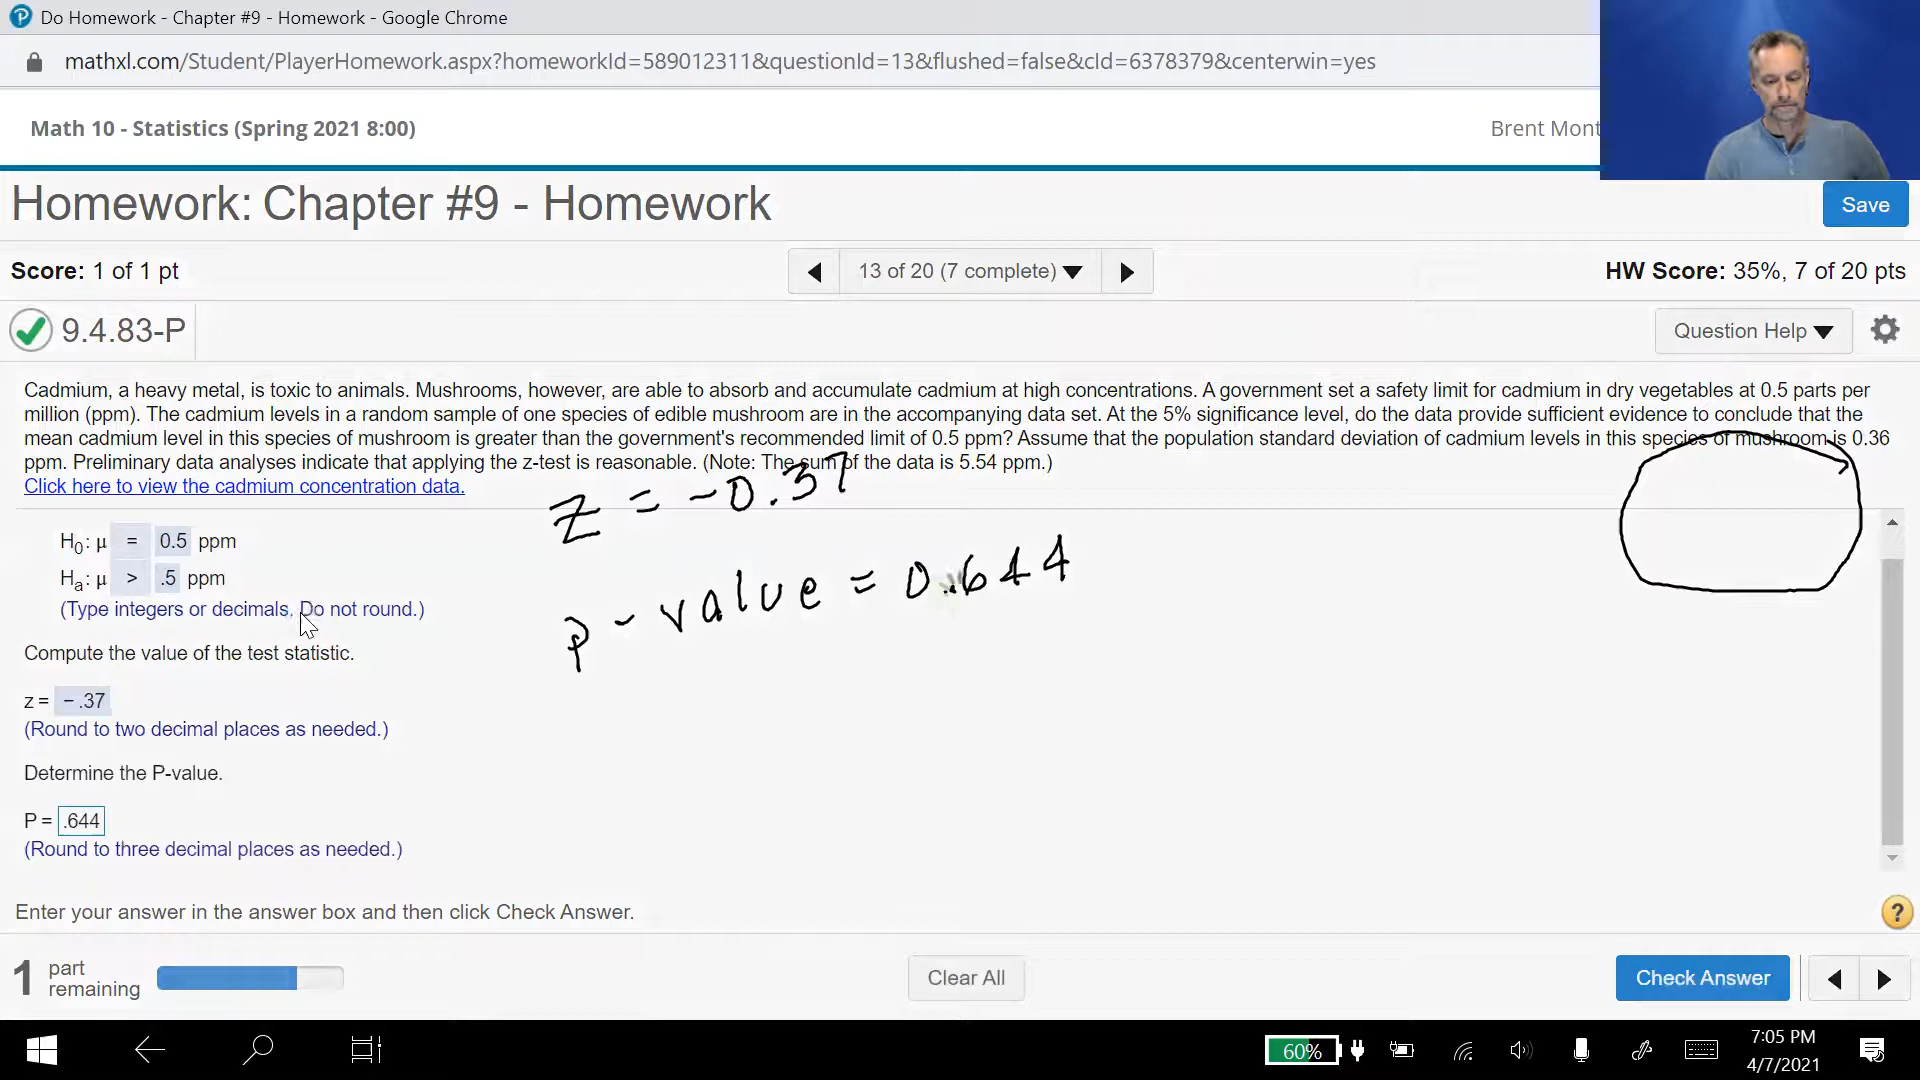 Do Homework - Chapter #9 - Homework - Google Chrome
mathxl.com/Student/PlayerHomework.aspx?homeworkId=589012311&questionId=13&flushed=false&cId=6378379&centerwin=yes
Math 10 - Statistics (Spring 2021 8:00)
Brent Mont
Homework: Chapter #9 - Homework
Save
Score: 1 of 1 pt
13 of 20 (7 complete)
HW Score: 35%, 7 of 20 pts
9.4.83-P
Question Help
Cadmium, a heavy metal, is toxic to animals. Mushrooms, however, are able to absorb and accumulate cadmium at high concentrations. A government set a safety limit for cadmium in dry vegetables at 0.5 parts per
million (ppm). The cadmium levels in a random sample of one species of edible mushroom are in the accompanying data set. At the 5% significance level, do the data provide sufficient evidence to conclude that the
mean cadmium level in this species of mushroom is greater than the government's recommended limit of 0.5 ppm? Assume that the population standard deviation of cadmium levels in this species of mushroom is 0.36
ppm. Preliminary data analyses indicate that applying the z-test is reasonable. (Note: The sum of the data is 5.54 ppm.)
Click here to view the cadmium concentration data.
z = -0.37
H0: μ = 0.5 ppm
Ha: μ > .5 ppm
p-value = 0.644
(Type integers or decimals. Do not round.)
Compute the value of the test statistic.
z = -.37
(Round to two decimal places as needed.)
Determine the P-value.
P = .644
(Round to three decimal places as needed.)
Enter your answer in the answer box and then click Check Answer.
?
1 part remaining
Clear All
Check Answer
60%
7:05 PM
4/7/2021